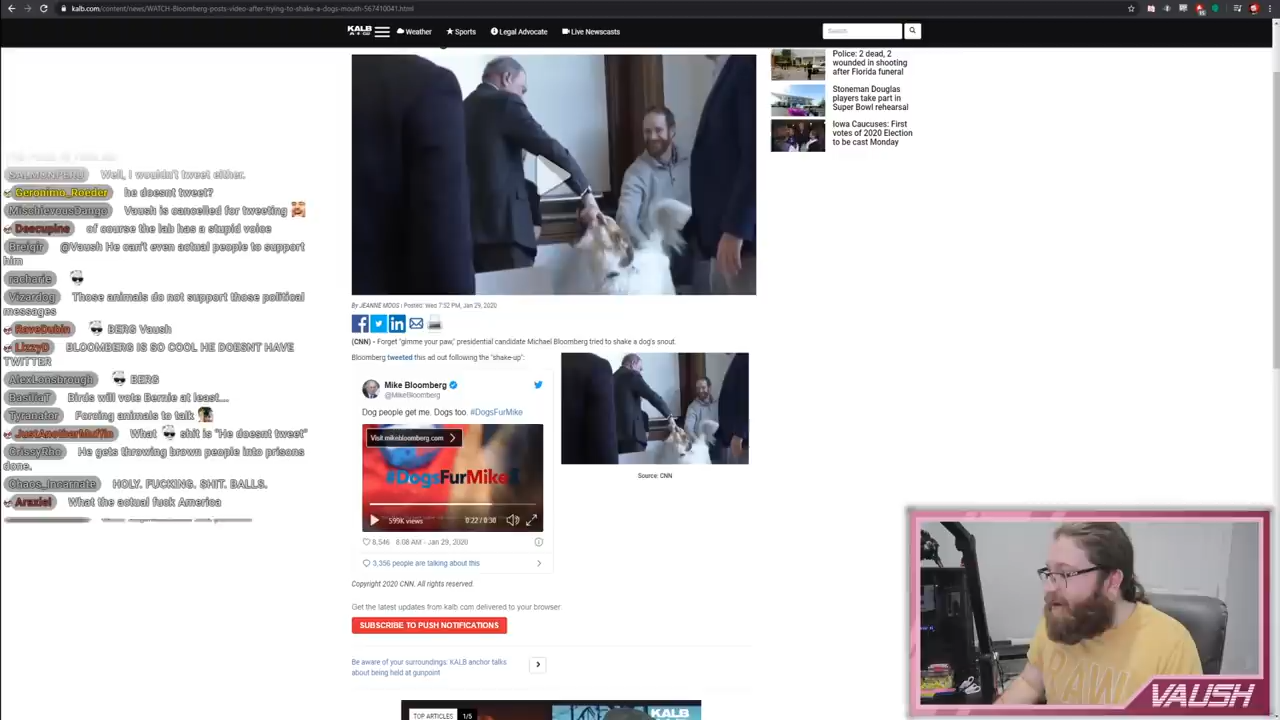 kalb.com/content/news/WATCH-Bloomberg-posts-video-after-trying-to-shake-a-dogs-mouth-567410041.html
KALB
Weather
Sports
Legal Advocate
Live Newscasts
Search
Police: 2 dead, 2
wounded in shooting
after Florida funeral
Stoneman Douglas
players take part in
Super Bowl rehearsal
Iowa Caucuses: First
votes of 2020 Election
to be cast Monday
SALMONPERU Well, I wouldn't tweet either.
Geronimo_Roeder he doesnt tweet?
MischievousDango Vaush is cancelled for tweeting
Deecupine of course the lab has a stupid voice
Breigir @Vaush He can't even actual people to support
him
racharie
Vizardog Those animals do not support those political
messages
RaveDubin BERG Vaush
LizzyD BLOOMBERG IS SO COOL HE DOESNT HAVE
TWITTER
AlexLonsbrough BERG
BasiliaT Birds will vote Bernie at least...
Tyranator Forcing animals to talk
JustAnotherMuffin What shit is "He doesnt tweet"
CrissyRhn He gets throwing brown people into prisons
done.
Chaos_Incarnate HOLY. FUCKING. SHIT. BALLS.
Araziel What the actual fuck America
By JEANNE MOOS | Posted: Wed 7:32 PM, Jan 29, 2020
(CNN) - Forget "gimme your paw," presidential candidate Michael Bloomberg tried to shake a dog's snout.
Bloomberg tweeted this ad out following the "shake-up":
Mike Bloomberg
@MikeBloomberg
Dog people get me. Dogs too. #DogsFurMike
Visit mikebloomberg.com
#DogsFurMike
599K views
0:22 / 0:38
8,546 8:08 AM - Jan 29, 2020
3,356 people are talking about this
Source: CNN
Copyright 2020 CNN. All rights reserved.
Get the latest updates from kalb.com delivered to your browser
SUBSCRIBE TO PUSH NOTIFICATIONS
Be aware of your surroundings: KALB anchor talks
about being held at gunpoint
TOP ARTICLES 1/5
KALB
VAUSH